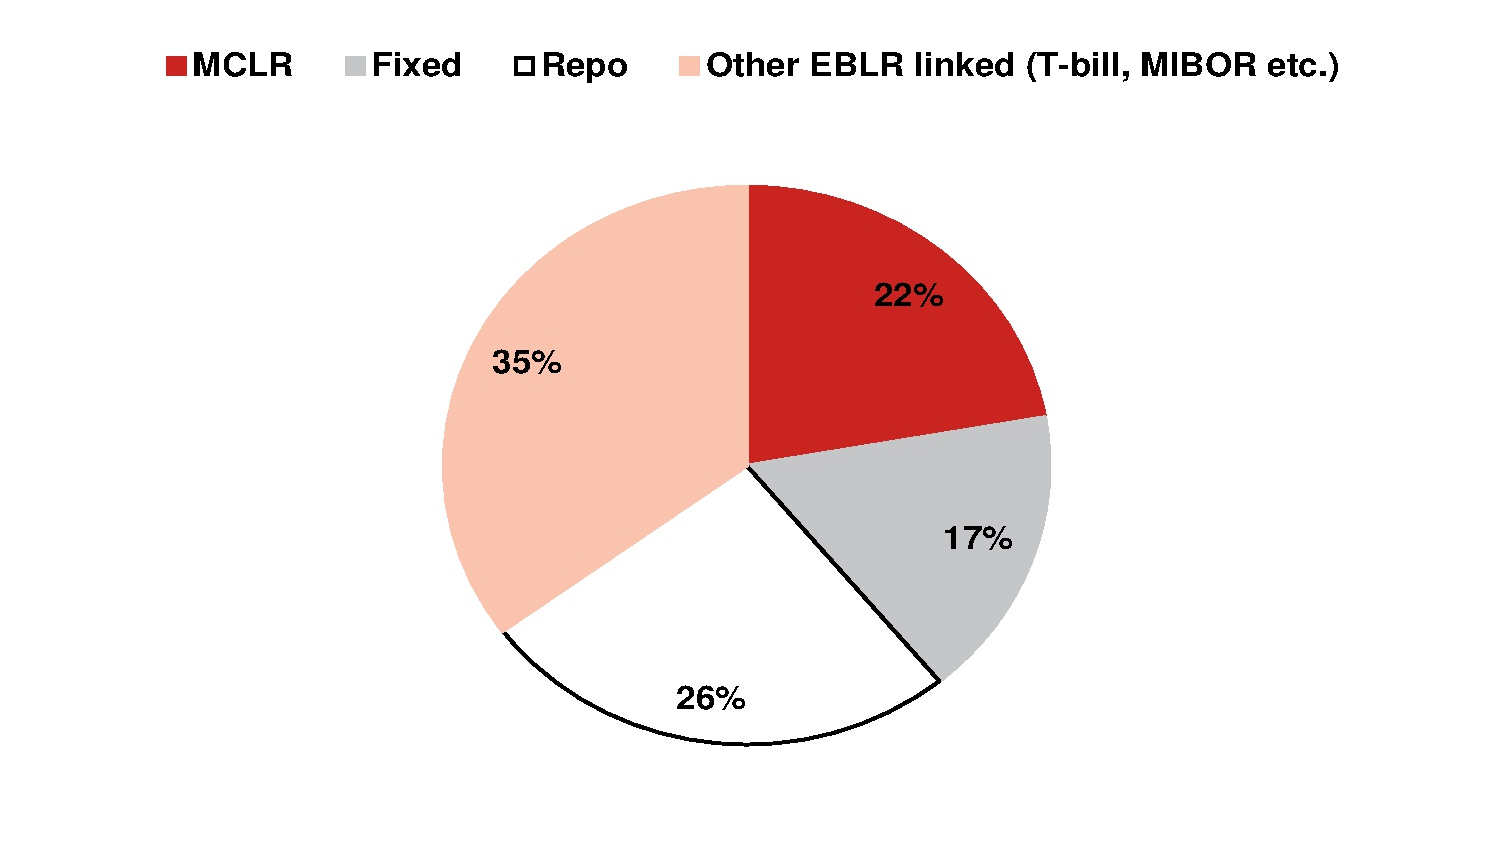 MCLR Fixed Repo Other EBLR linked (T-bill, MIBOR etc.)
22%
35%
17%
26%